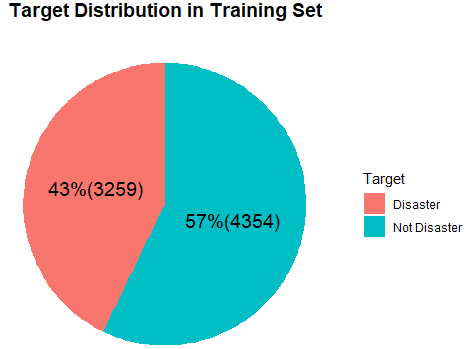 Target Distribution in Training Set
43%(3259)
57%(4354)
Target
Disaster
Not Disaster